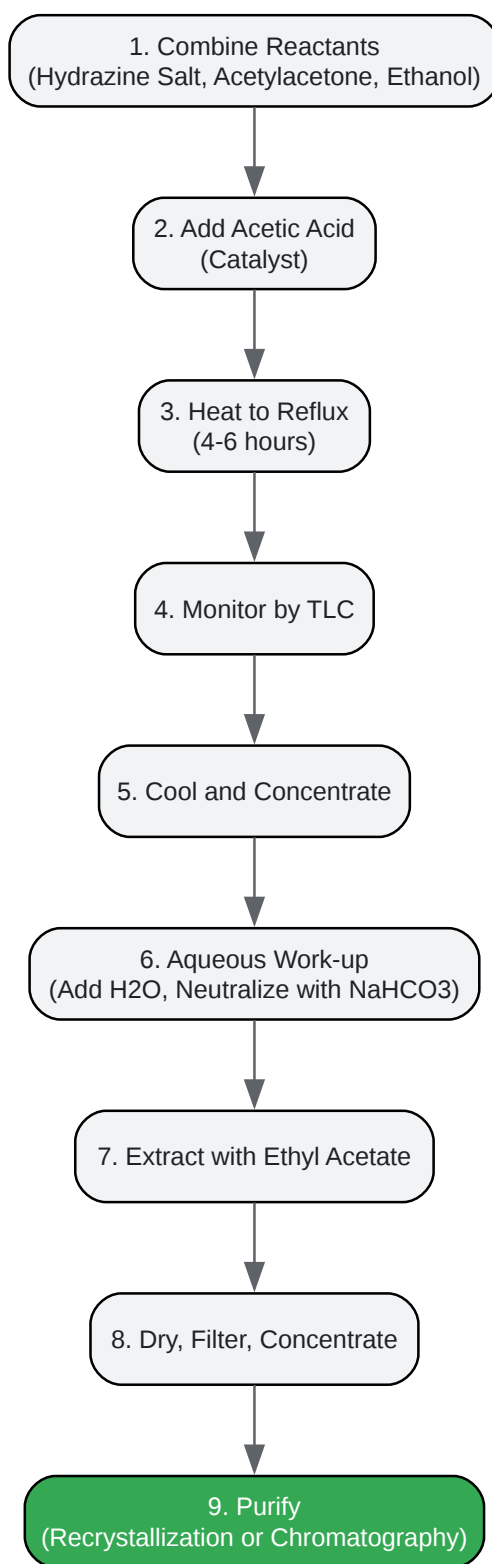 1. Combine Reactants
(Hydrazine Salt, Acetylacetone, Ethanol)
2. Add Acetic Acid
(Catalyst)
3. Heat to Reflux
(4-6 hours)
4. Monitor by TLC
5. Cool and Concentrate
6. Aqueous Work-up
(Add H2O, Neutralize with NaHCO3)
7. Extract with Ethyl Acetate
8. Dry, Filter, Concentrate
9. Purify
(Recrystallization or Chromatography)